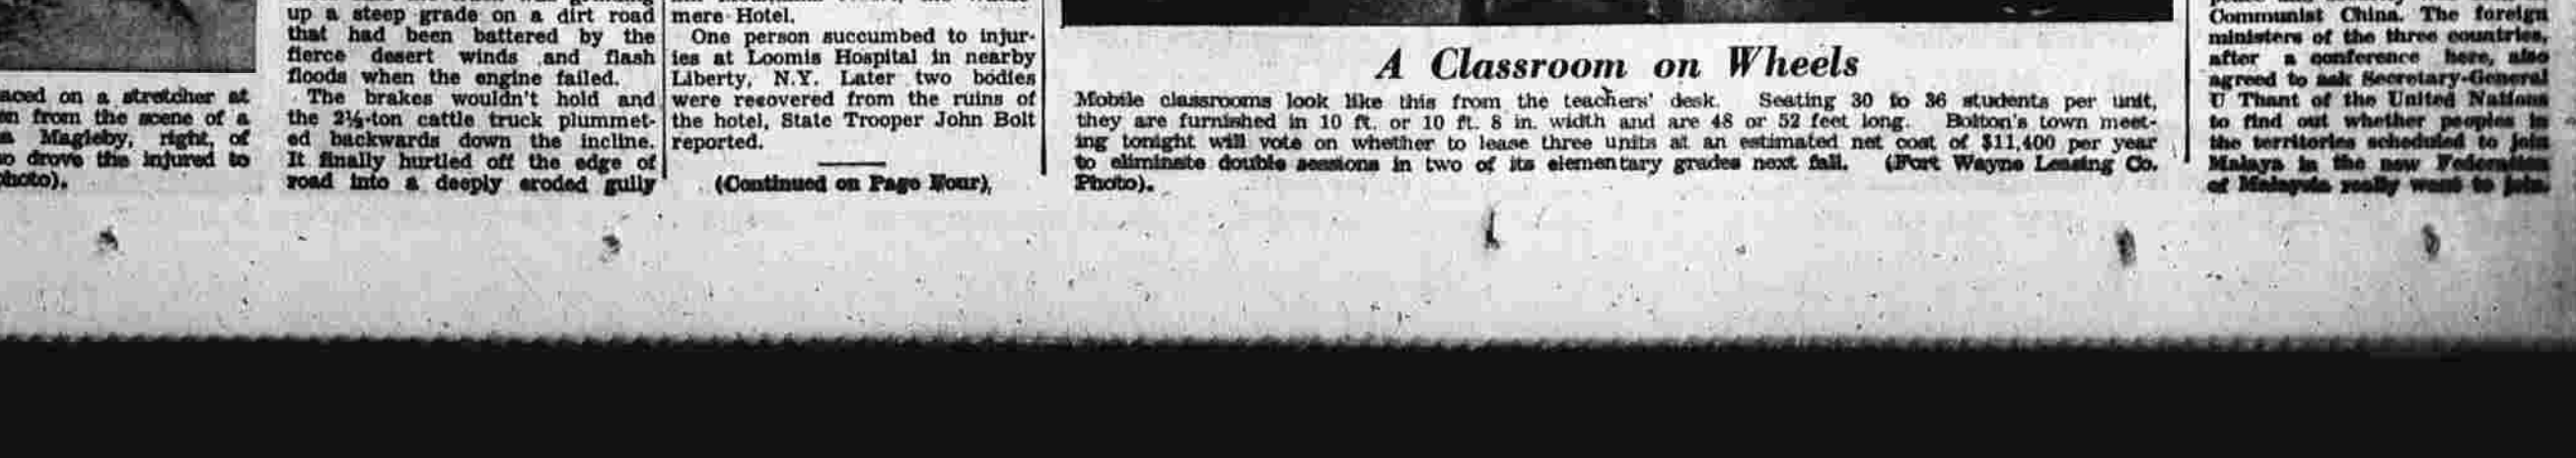 aced on a stretcher at
en from the scene of a
a Magleby, right, of
o drove the injured to
hoto).
up a steep grade on a dirt road
that had been battered by the
fierce desert winds and flash
floods when the engine failed.
The brakes wouldn't hold and
the 2½-ton cattle truck plummet-
ed backwards down the incline.
It finally hurtled off the edge of
road into a deeply eroded gully
mere Hotel.
One person succumbed to injur-
ies at Loomis Hospital in nearby
Liberty, N.Y. Later two bodies
were recovered from the ruins of
the hotel, State Trooper John Bolt
reported.
(Continued on Page Four),
A Classroom on Wheels
Mobile classrooms look like this from the teachers' desk. Seating 30 to 36 students per unit,
they are furnished in 10 ft. or 10 ft. 8 in. width and are 48 or 52 feet long. Bolton's town meet-
ing tonight will vote on whether to lease three units at an estimated net cost of $11,400 per year
to eliminate double sessions in two of its elementary grades next fall. (Fort Wayne Leasing Co.
Photo).
Communist China. The foreign
ministers of the three countries,
after a conference here, also
agreed to ask Secretary-General
U Thant of the United Nations
to find out whether peoples in
the territories scheduled to join
Malaya in the new Federation
of Malaysia really want to join.